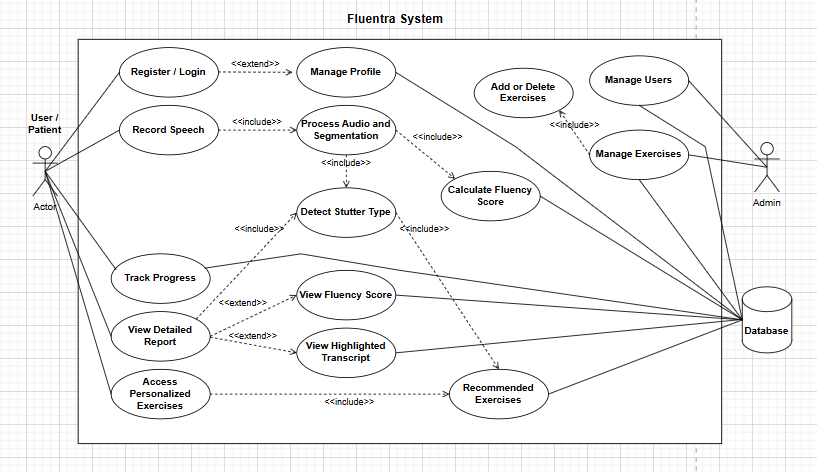 Fluentra System
Register / Login
<<extend>>
Manage Profile
Add or Delete
Exercises
Manage Users
User /
Patient
Record Speech
<<include>>
Process Audio and
Segmentation
<<include>>
<<include>>
Manage Exercises
<<include>>
Actor
Calculate Fluency
Score
Admin
Detect Stutter Type
<<include>>
<<include>>
Track Progress
View Fluency Score
<<extend>>
View Detailed
Report
<<extend>>
View Highlighted
Transcript
Database
Access
Personalized
Exercises
<<include>>
Recommended
Exercises